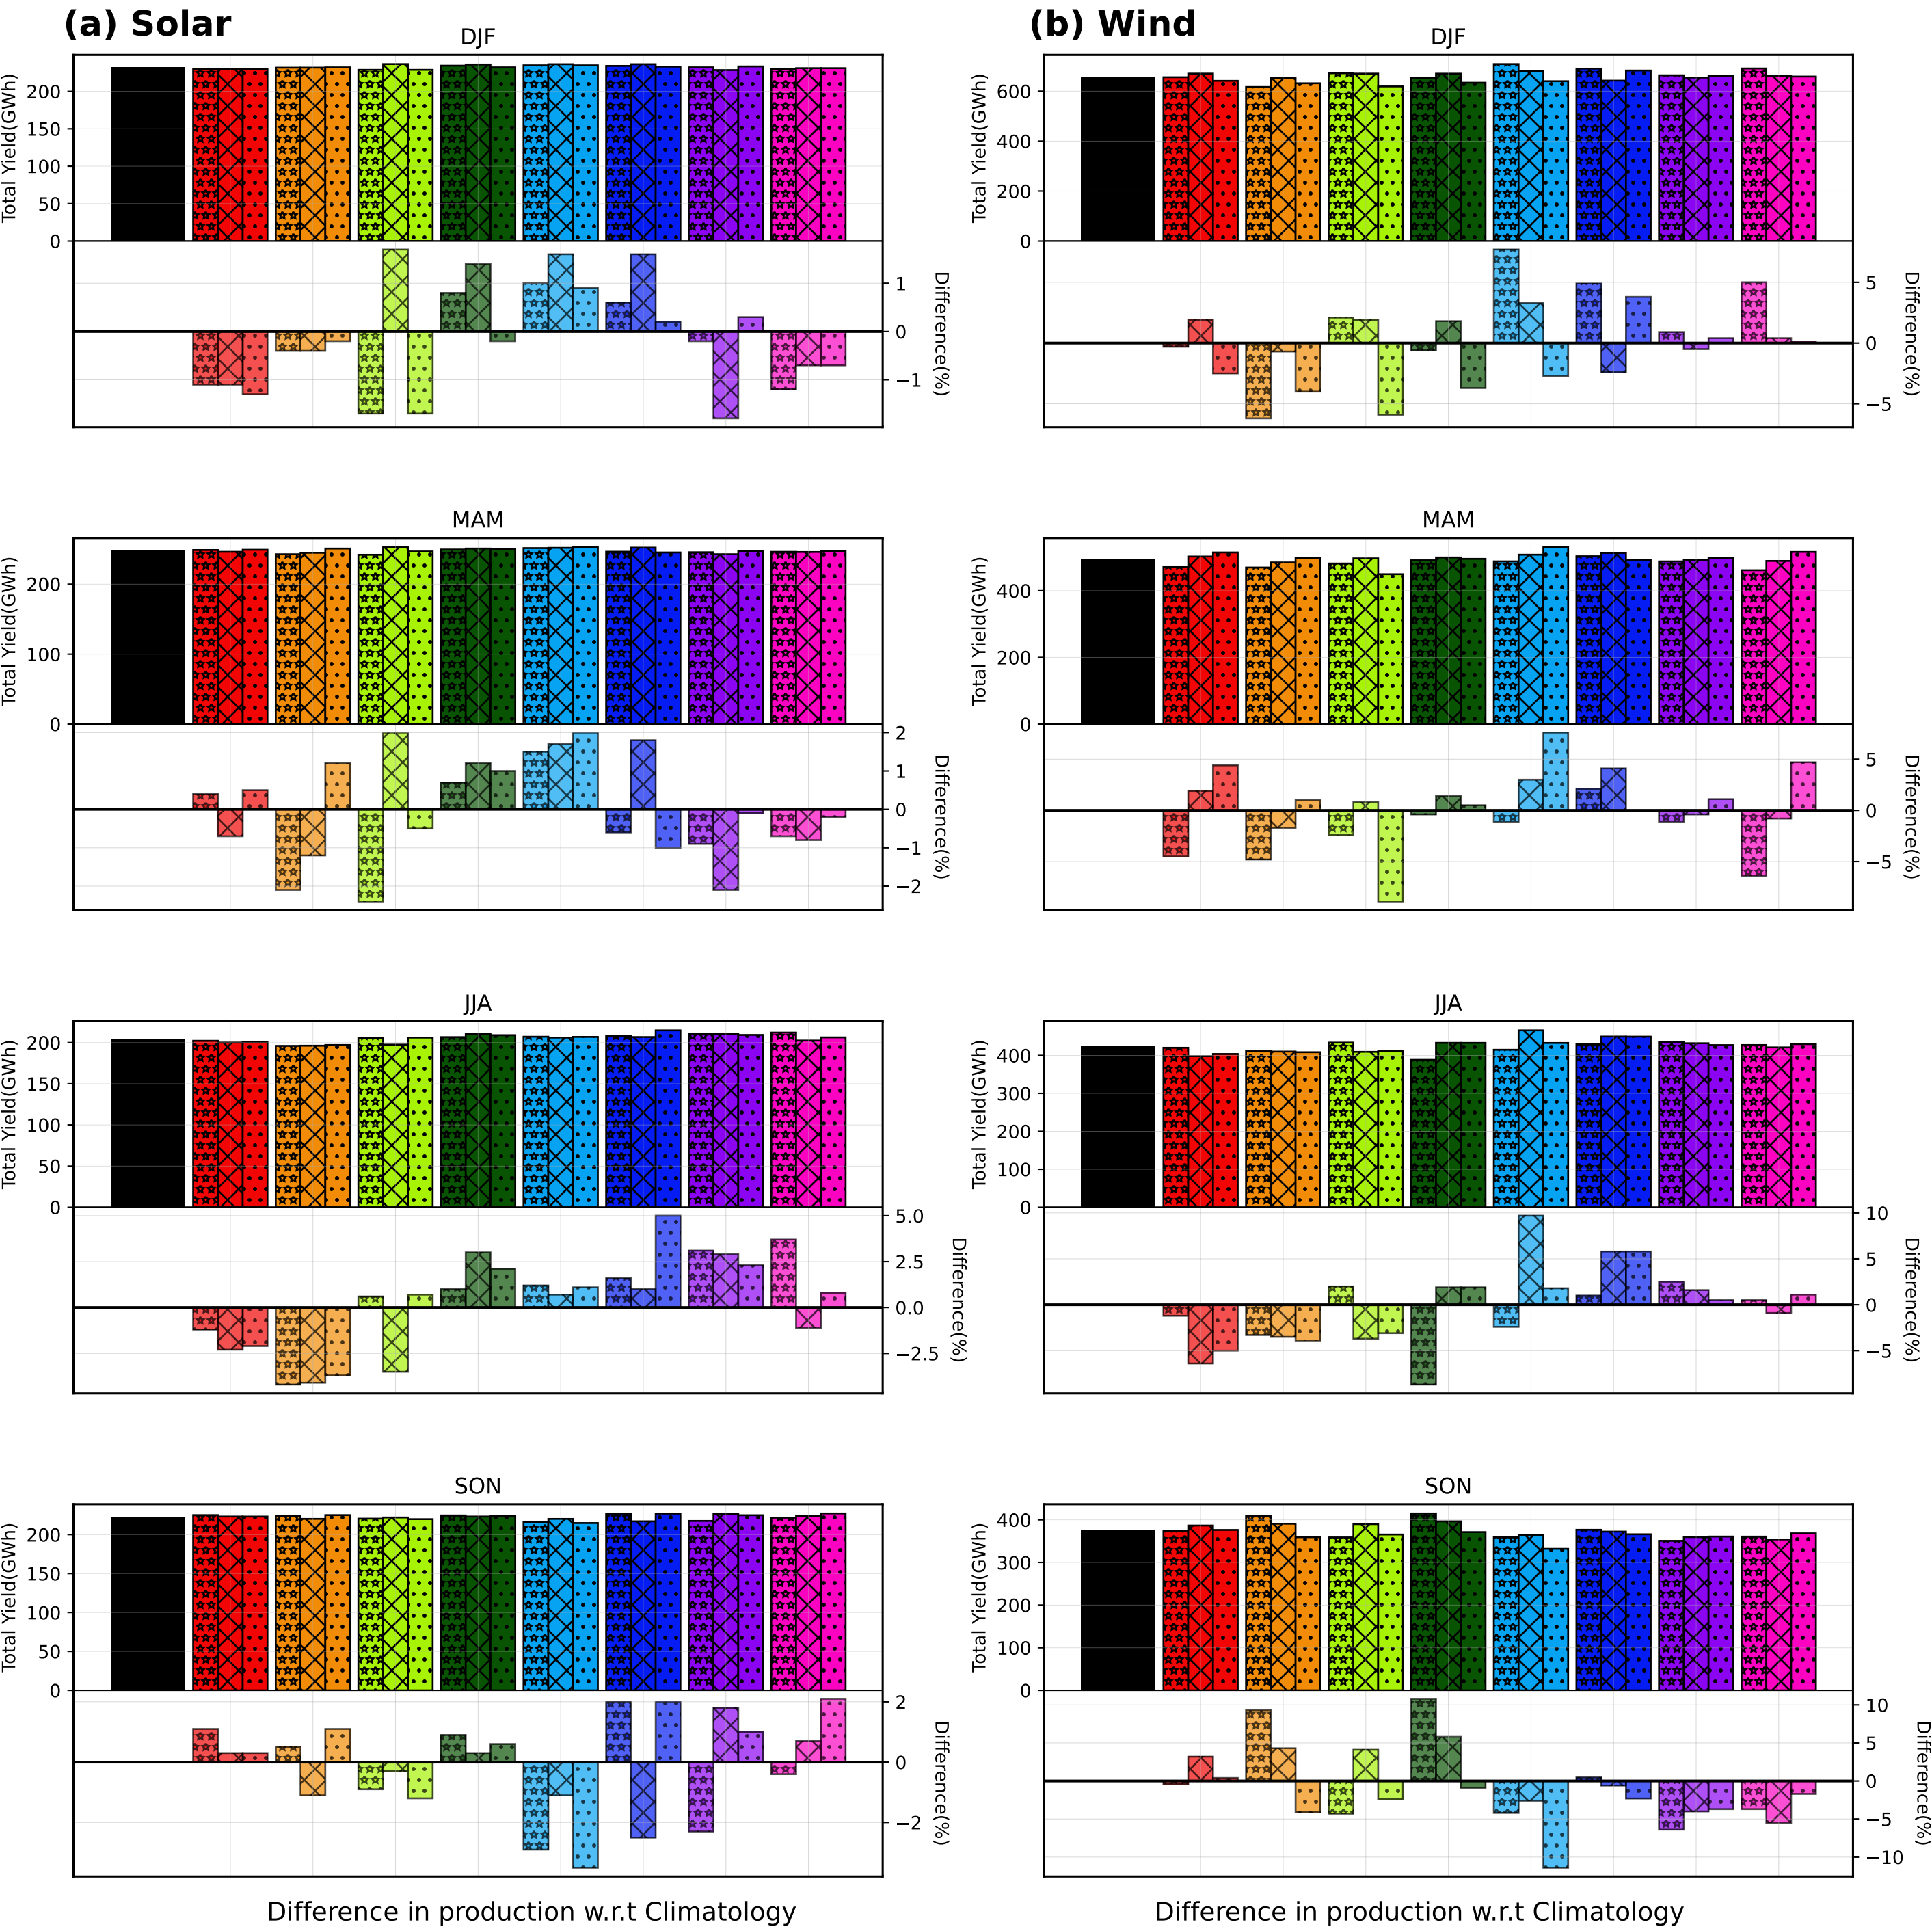 (a) Solar
DJF
Total Yield(GWh)
200
150
100
50
0
1
0
−1
Difference(%)
MAM
Total Yield(GWh)
200
100
0
2
1
0
−1
−2
Difference(%)
JJA
Total Yield(GWh)
200
150
100
50
0
5.0
2.5
0.0
−2.5
Difference(%)
SON
Total Yield(GWh)
200
150
100
50
0
2
0
−2
Difference(%)
Difference in production w.r.t Climatology
(b) Wind
DJF
Total Yield(GWh)
600
400
200
0
5
0
−5
Difference(%)
MAM
Total Yield(GWh)
400
200
0
5
0
−5
Difference(%)
JJA
Total Yield(GWh)
400
300
200
100
0
10
5
0
−5
Difference(%)
SON
Total Yield(GWh)
400
300
200
100
0
10
5
0
−5
−10
Difference(%)
Difference in production w.r.t Climatology